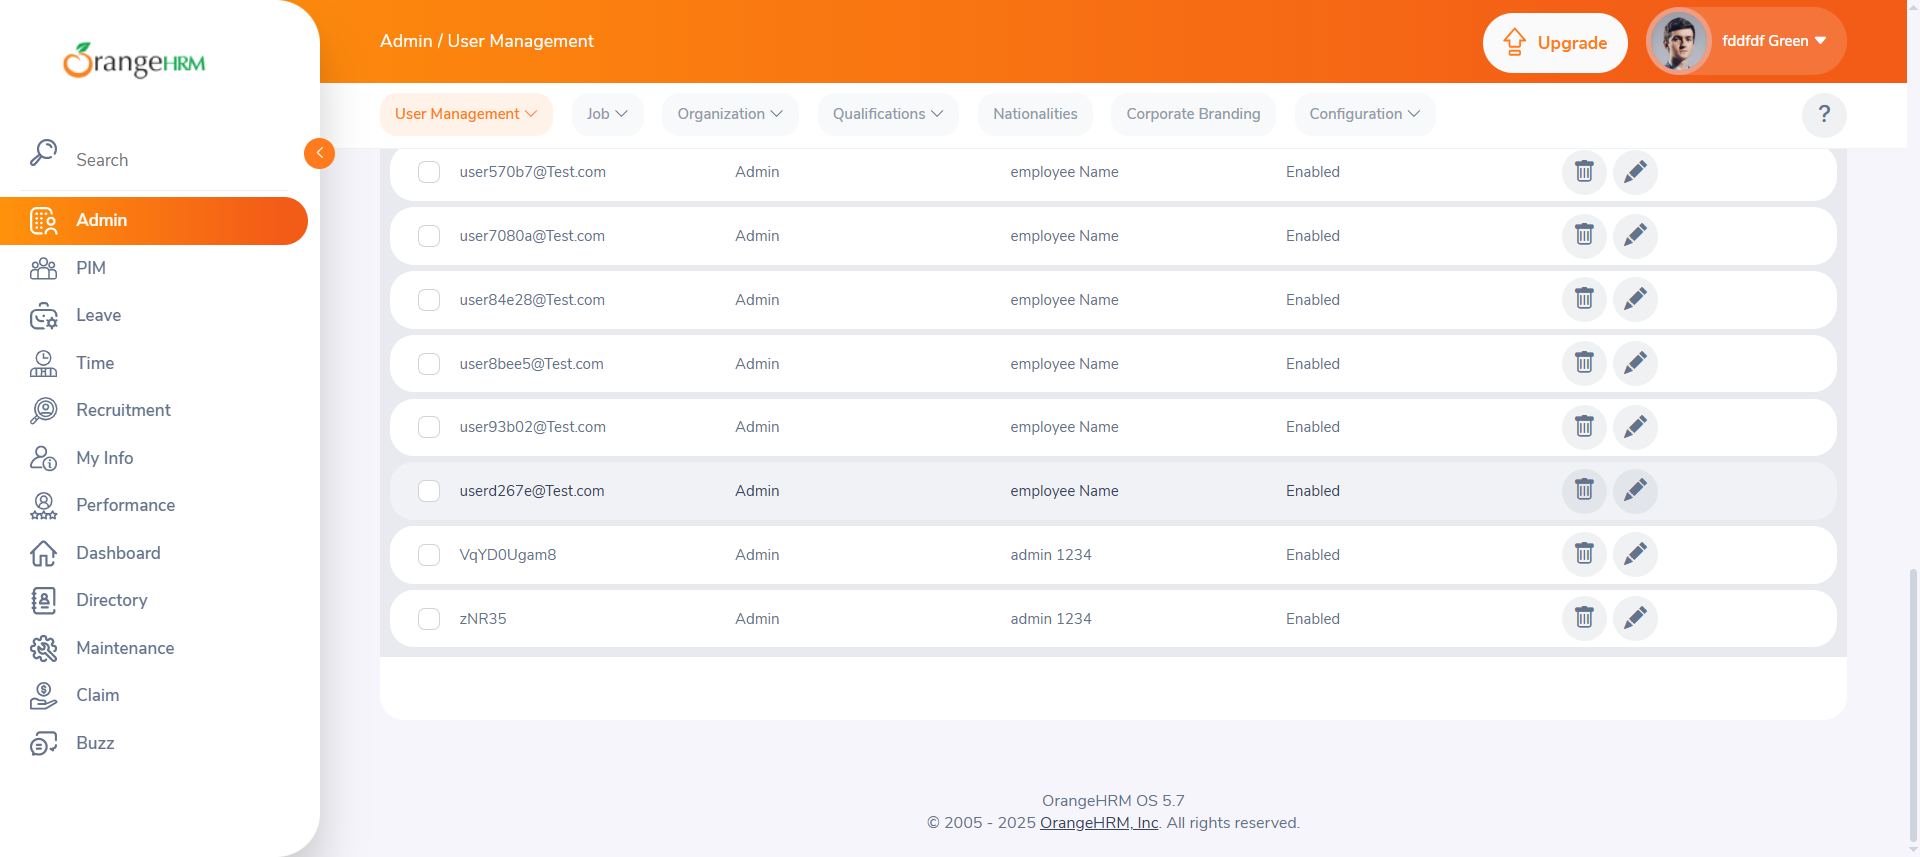 OrangeHRM
Admin / User Management
Upgrade
fddfdf Green
User Management
Job
Organization
Qualifications
Nationalities
Corporate Branding
Configuration
?
Search
Admin
PIM
Leave
Time
Recruitment
My Info
Performance
Dashboard
Directory
Maintenance
Claim
Buzz
user570b7@Test.com Admin employee Name Enabled
user7080a@Test.com Admin employee Name Enabled
user84e28@Test.com Admin employee Name Enabled
user8bee5@Test.com Admin employee Name Enabled
user93b02@Test.com Admin employee Name Enabled
userd267e@Test.com Admin employee Name Enabled
VqYD0Ugam8 Admin admin 1234 Enabled
zNR35 Admin admin 1234 Enabled
OrangeHRM OS 5.7
© 2005 - 2025 OrangeHRM, Inc. All rights reserved.